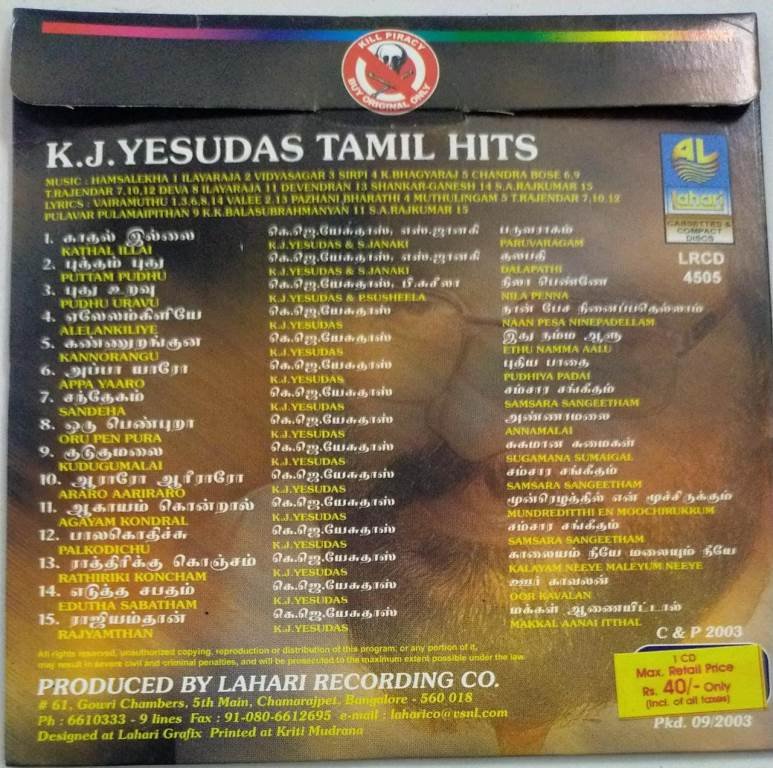 KILL PIRACY
BUY ORIGINAL ONLY
K.J.YESUDAS TAMIL HITS
MUSIC : HAMSALEKHA 1 ILAYARAJA 2 VIDYASAGAR 3 SIRPI 4 K.BHAGYARAJ 5 CHANDRA BOSE 6,9
T.RAJENDAR 7,10,12 DEVA 8 ILAYARAJA 11 DEVENDRAN 13 SHANKAR-GANESH 14 S.A.RAJKUMAR 15
LYRICS : VAIRAMUTHU 1,3,6,8,14 VALEE 2,13 PAZHANI BHARATHI 4 MUTHULINGAM 5 T.RAJENDAR 7,10,12
PULAVAR PULAMAIPITHAN 9 K.K.BALASUBRAHMANYAN 11 S.A.RAJKUMAR 15
Lahari
CASSETTES &
COMPACT
DISCS
LRCD
4505
1. காதல் இல்லை கே.ஜே.யேசுதாஸ், எஸ்.ஜானகி பருவராகம்
KATHAL ILLAI K.J.YESUDAS & S.JANAKI PARUVARAGAM
2. புத்தம் புது கே.ஜே.யேசுதாஸ், எஸ்.ஜானகி தளபதி
PUTTAM PUDHU K.J.YESUDAS & S.JANAKI DALAPATHI
3. புது உறவு கே.ஜே.யேசுதாஸ், பி.சுசீலா நிலா பெண்ணே
PUDHU URAVU K.J.YESUDAS & P.SUSHEELA NILA PENNA
4. ஏலேலங்கிளியே கே.ஜே.யேசுதாஸ் நான் பேச நினைப்பதெல்லாம்
ALELANKILIYE K.J.YESUDAS NAAN PESA NINEPADELLAM
5. கண்ணுறங்குன கே.ஜே.யேசுதாஸ் இது நம்ம ஆளு
KANNORANGU K.J.YESUDAS ETHU NAMMA AALU
6. அப்பா யாரோ கே.ஜே.யேசுதாஸ் புதிய பாதை
APPA YAARO K.J.YESUDAS PUDHIYA PADAI
7. சந்தேகம் கே.ஜே.யேசுதாஸ் சம்சார சங்கீதம்
SANDEHA K.J.YESUDAS SAMSARA SANGEETHAM
8. ஒரு பெண்புறா கே.ஜே.யேசுதாஸ் அண்ணாமலை
ORU PEN PURA K.J.YESUDAS ANNAMALAI
9. குடுகுமலை கே.ஜே.யேசுதாஸ் சுகமான சுமைகள்
KUDUGUMALAI K.J.YESUDAS SUGAMANA SUMAIGAL
10. ஆராரோ ஆரீராரோ கே.ஜே.யேசுதாஸ் சம்சார சங்கீதம்
ARARO AARIRARO K.J.YESUDAS SAMSARA SANGEETHAM
11. ஆகாயம் கொன்றால் கே.ஜே.யேசுதாஸ் மூன்றெழுத்தில் என் மூச்சிருக்கும்
AGAYAM KONDRAL K.J.YESUDAS MUNDREDITTHI EN MOOCHIRUKKUM
12. பாலகொதிச்சு கே.ஜே.யேசுதாஸ் சம்சார சங்கீதம்
PALKODICHU K.J.YESUDAS SAMSARA SANGEETHAM
13. ராத்திரிக்கு கொஞ்சம் கே.ஜே.யேசுதாஸ் காலையம் நீயே மலையும் நீயே
RATHIRIKI KONCHAM K.J.YESUDAS KALAYAM NEEYE MALEYUM NEEYE
14. எடுத்த சபதம் கே.ஜே.யேசுதாஸ் ஊர் காவலன்
EDUTHA SABATHAM K.J.YESUDAS OOR KAVALAN
15. ராஜியம்தான் கே.ஜே.யேசுதாஸ் மக்கள் ஆணையிட்டால்
RAJYAMTHAN K.J.YESUDAS MAKKAL AANAI ITTHAL
C & P 2003
All rights reserved, unauthorized copying, reproduction or distribution of this program, or any portion of it,
may result in severe civil and criminal penalties, and will be prosecuted to the maximum extent possible under the law.
PRODUCED BY LAHARI RECORDING CO.
# 61, Gowri Chambers, 5th Main, Chamarajpet, Bangalore - 560 018
Ph : 6610333 - 9 lines Fax : 91-080-6612695 e-mail : laharico@vsnl.com
Designed at Lahari Grafix Printed at Kriti Mudrana
1 CD
Max. Retail Price
Rs. 40/- Only
(Incl. of all taxes)
Pkd. 09/2003